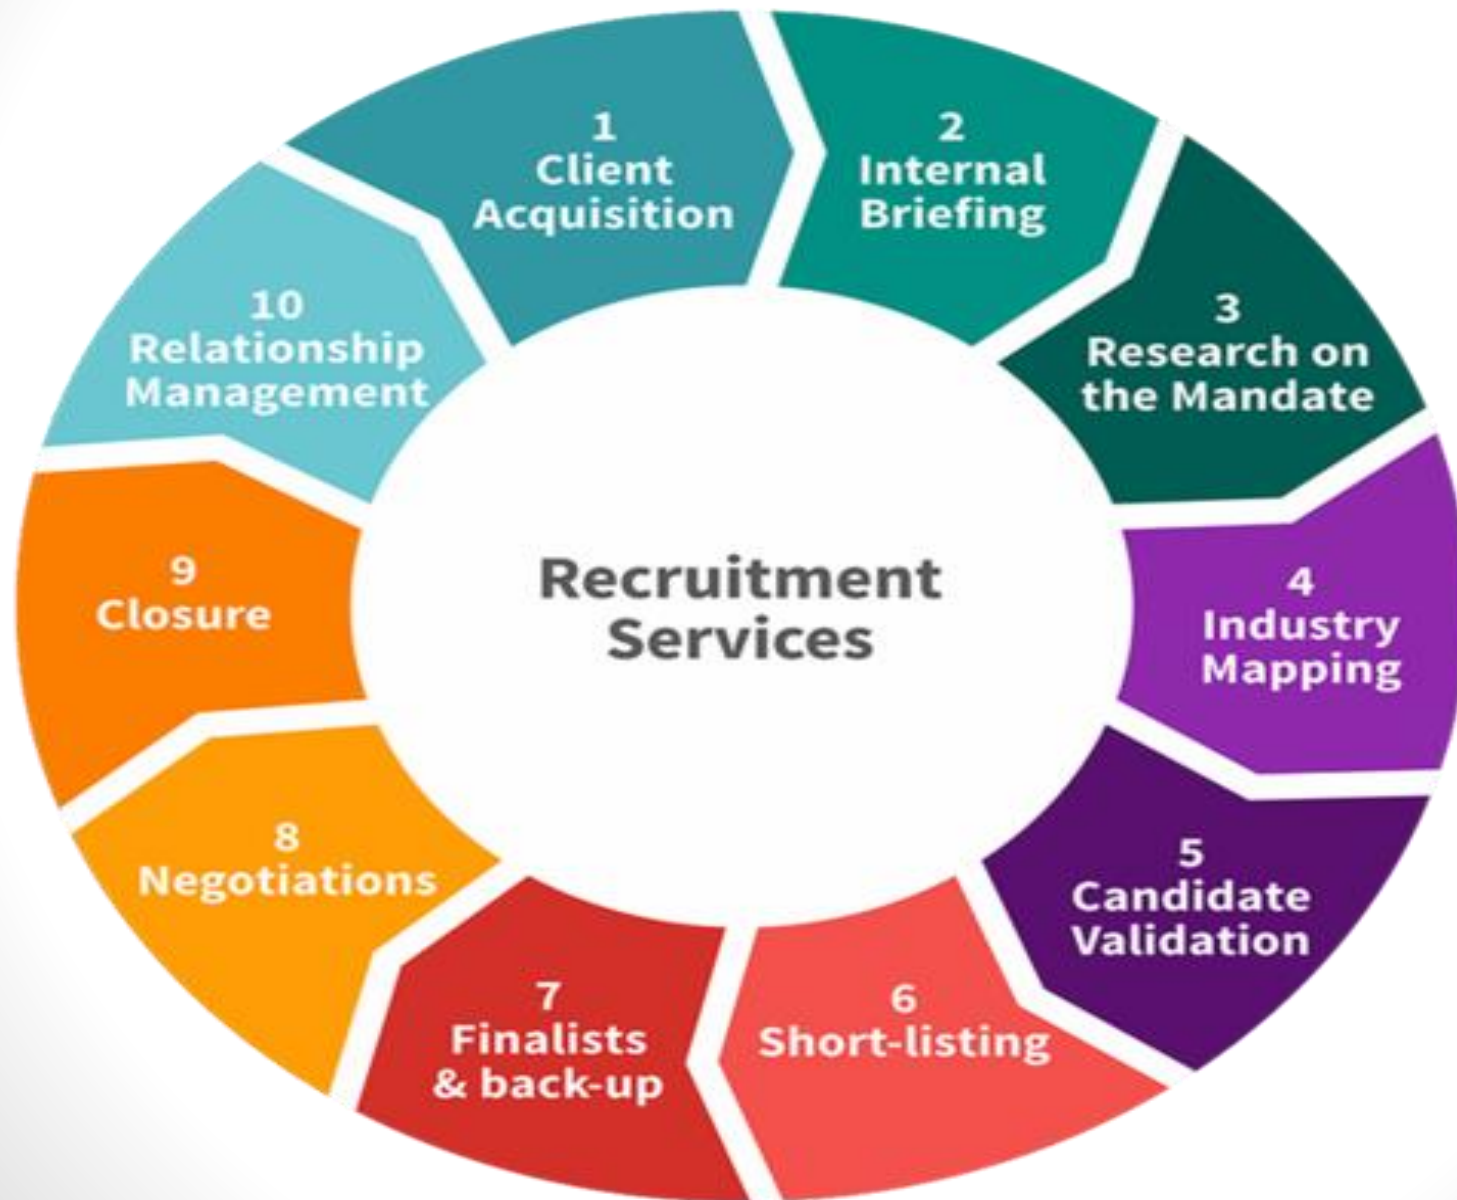 1
Client
Acquisition
2
Internal
Briefing
3
Research on
the Mandate
4
Industry
Mapping
5
Candidate
Validation
6
Short-listing
7
Finalists
& back-up
8
Negotiations
9
Closure
10
Relationship
Management
Recruitment
Services